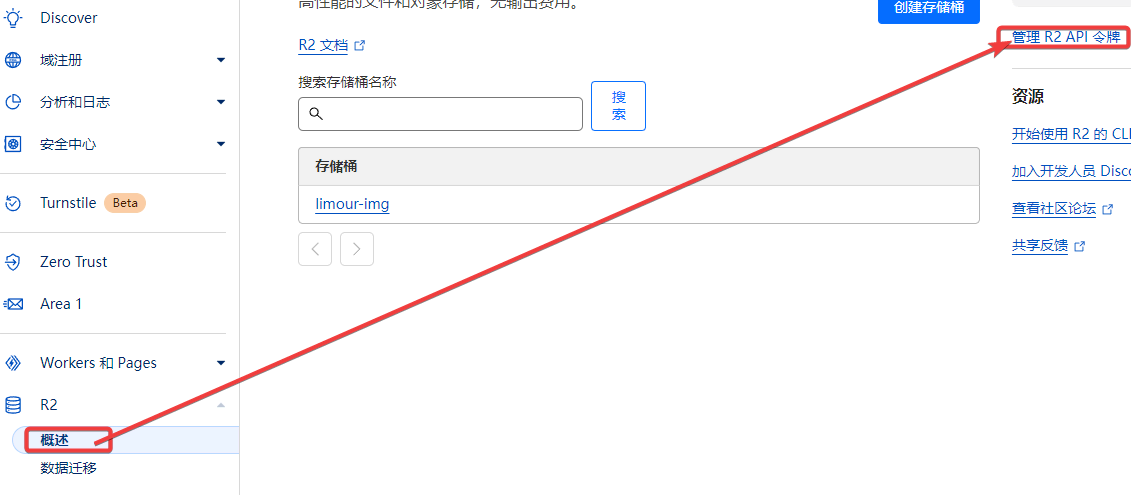 Discover
域注册
分析和日志
安全中心
Turnstile Beta
Zero Trust
Area 1
Workers 和 Pages
R2
概述
数据迁移
高性能的文件和对象存储，无输出费用。
创建存储桶
R2 文档
搜索存储桶名称
搜
索
存储桶
limour-img
管理 R2 API 令牌
资源
开始使用 R2 的 CLI
加入开发人员 Disco
查看社区论坛
共享反馈